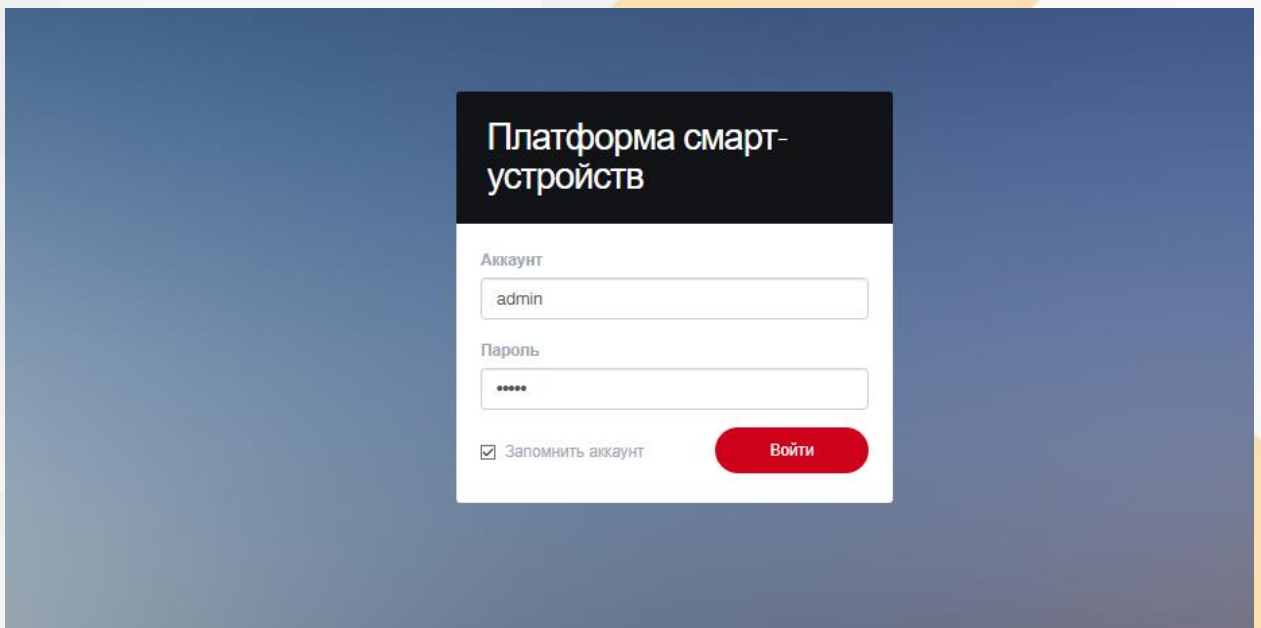 Платформа смарт-
устройств
Аккаунт
admin
Пароль
•••••
Запомнить аккаунт
Войти